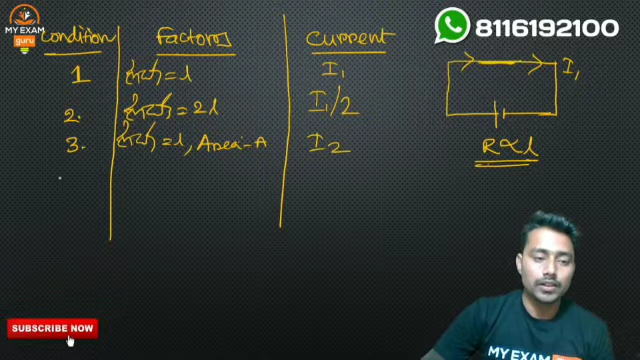 MY EXAM
guru
8116192100
Condition Factors Current
1 = l I₁
2. = 2l I₁/2
3. = l, Area-A I₂
I₁
R∝l
MY EXAM
SUBSCRIBE NOW